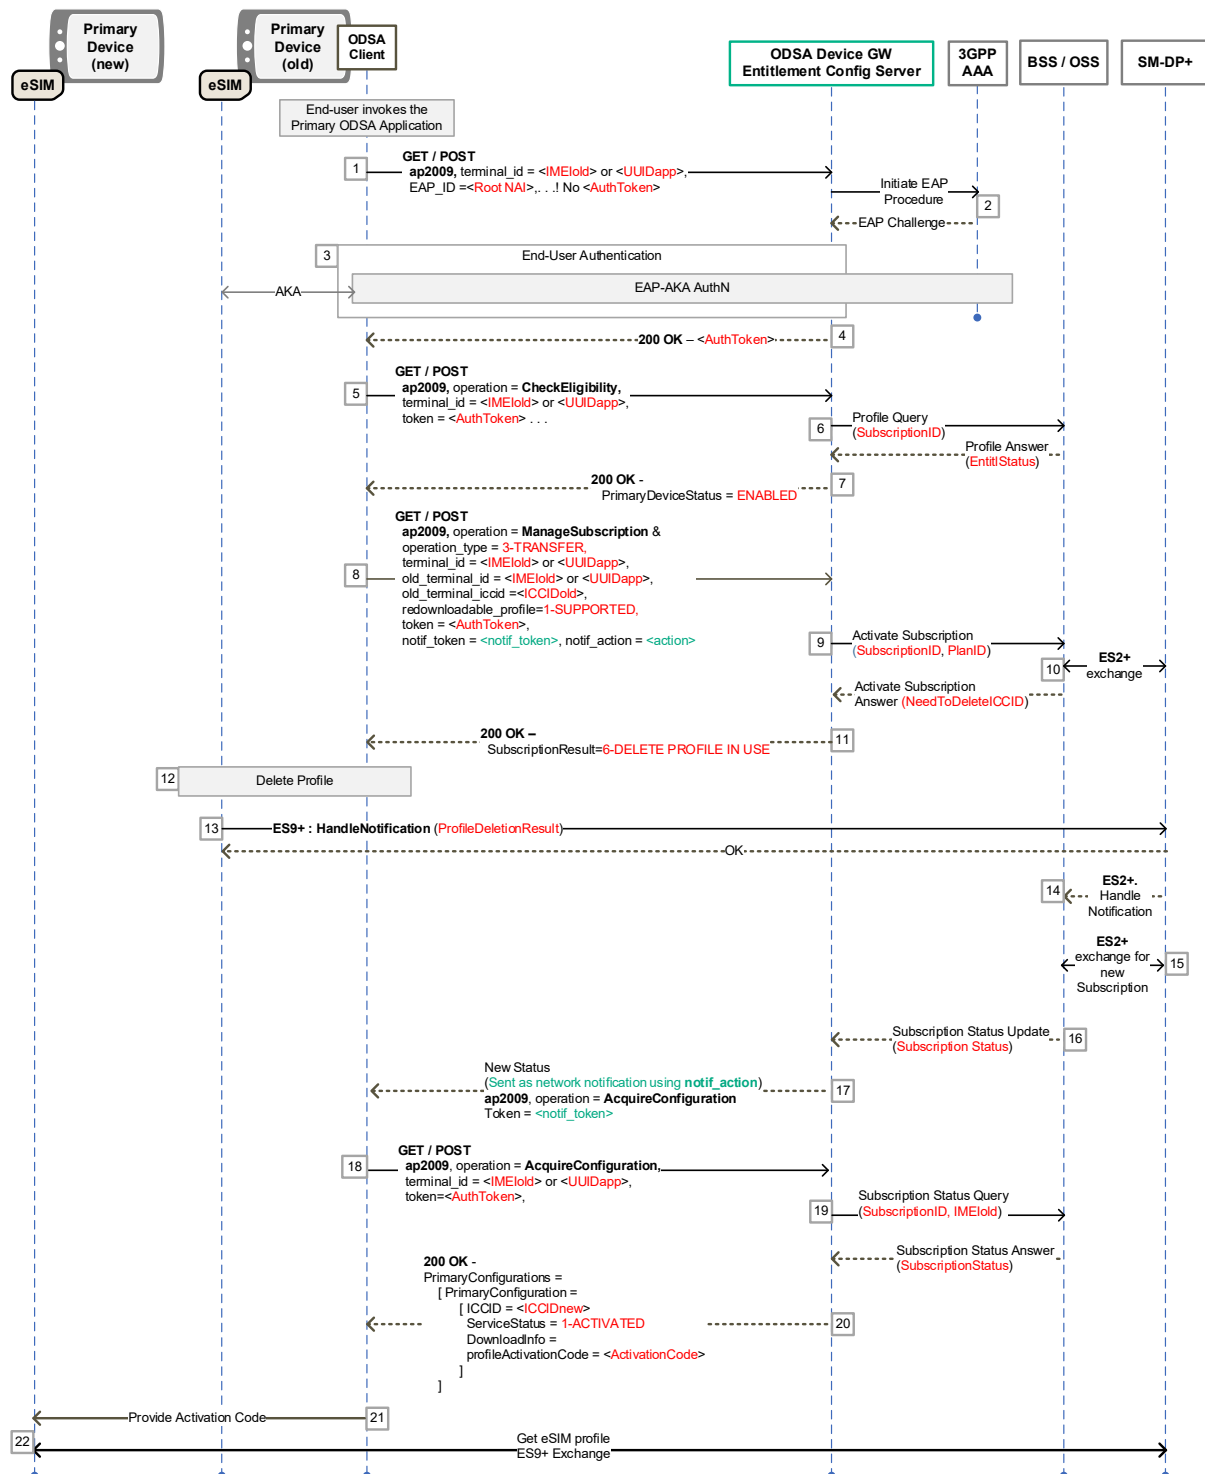 Primary
Device
(new)
eSIM
Primary
Device
(old)
eSIM
ODSA
Client
ODSA Device GW
Entitlement Config Server
3GPP
AAA
BSS / OSS
SM-DP+
End-user invokes the
Primary ODSA Application
1
GET / POST
ap2009, terminal_id = <IMEIold> or <UUIDapp>,
EAP_ID =<Root NAI>,. . .! No <AuthToken>
Initiate EAP
Procedure
2
EAP Challenge
3
End-User Authentication
AKA
EAP-AKA AuthN
200 OK – <AuthToken>
4
GET / POST
5
ap2009, operation = CheckEligibility,
terminal_id = <IMEIold> or <UUIDapp>,
token = <AuthToken> . . .
6
Profile Query
(SubscriptionID)
Profile Answer
(EntitlStatus)
200 OK -
PrimaryDeviceStatus = ENABLED
7
GET / POST
ap2009, operation = ManageSubscription &
operation_type = 3-TRANSFER,
terminal_id = <IMEIold> or <UUIDapp>,
8
old_terminal_id = <IMEIold> or <UUIDapp>,
old_terminal_iccid =<ICCIDold>,
redownloadable_profile=1-SUPPORTED,
token = <AuthToken>,
notif_token = <notif_token>, notif_action = <action>
9
Activate Subscription
(SubscriptionID, PlanID)
10
ES2+
exchange
Activate Subscription
Answer (NeedToDeleteICCID)
200 OK –
SubscriptionResult=6-DELETE PROFILE IN USE
11
12
Delete Profile
13
ES9+ : HandleNotification (ProfileDeletionResult)
OK
14
ES2+.
Handle
Notification
ES2+
exchange for
new
Subscription
15
Subscription Status Update
(Subscription Status)
16
New Status
(Sent as network notification using notif_action)
ap2009, operation = AcquireConfiguration
Token = <notif_token>
17
GET / POST
18
ap2009, operation = AcquireConfiguration,
terminal_id = <IMEIold> or <UUIDapp>,
token=<AuthToken>,
19
Subscription Status Query
(SubscriptionID, IMEIold)
Subscription Status Answer
(SubscriptionStatus)
200 OK -
PrimaryConfigurations =
[ PrimaryConfiguration =
[ ICCID = <ICCIDnew>
ServiceStatus = 1-ACTIVATED
DownloadInfo =
profileActivationCode = <ActivationCode>
]
]
20
Provide Activation Code
21
22
Get eSIM profile
ES9+ Exchange